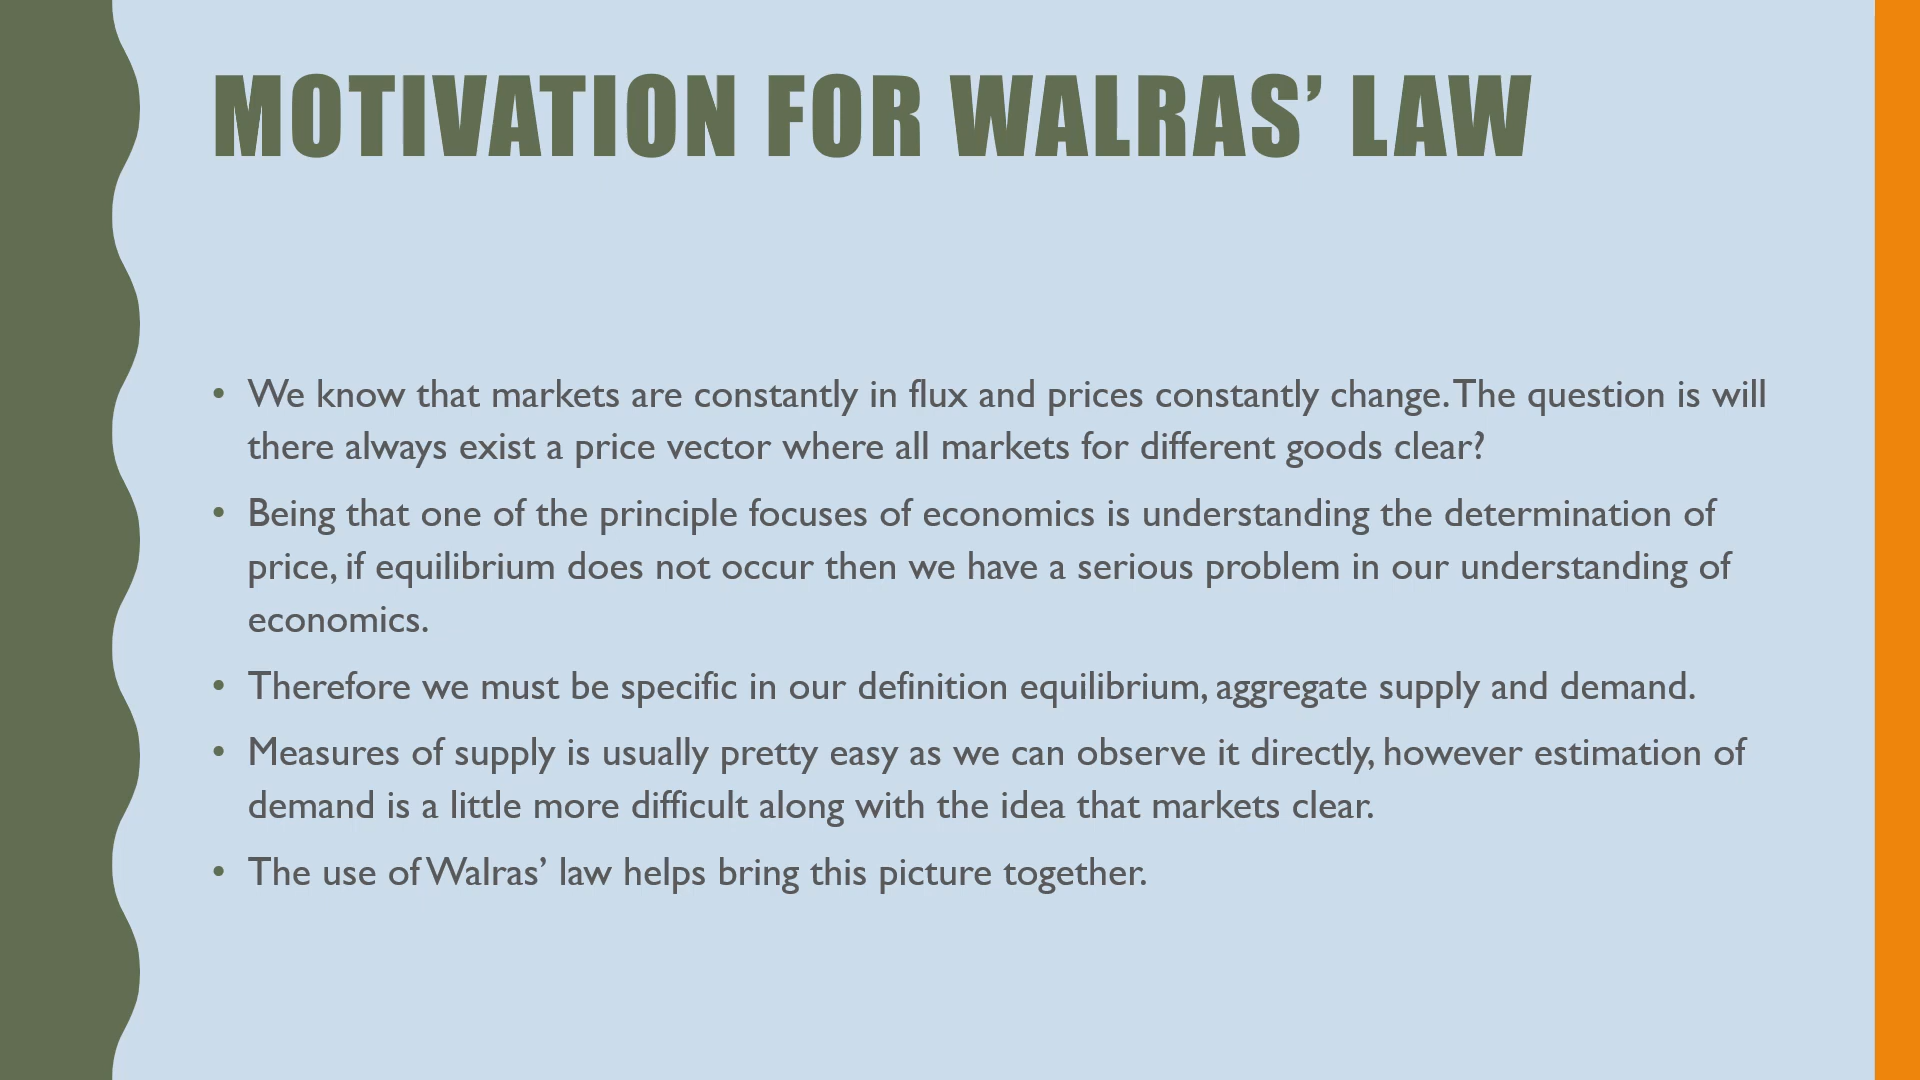 MOTIVATION FOR WALRAS’ LAW
• We know that markets are constantly in flux and prices constantly change. The question is will
there always exist a price vector where all markets for different goods clear?
• Being that one of the principle focuses of economics is understanding the determination of
price, if equilibrium does not occur then we have a serious problem in our understanding of
economics.
• Therefore we must be specific in our definition equilibrium, aggregate supply and demand.
• Measures of supply is usually pretty easy as we can observe it directly, however estimation of
demand is a little more difficult along with the idea that markets clear.
• The use of Walras’ law helps bring this picture together.